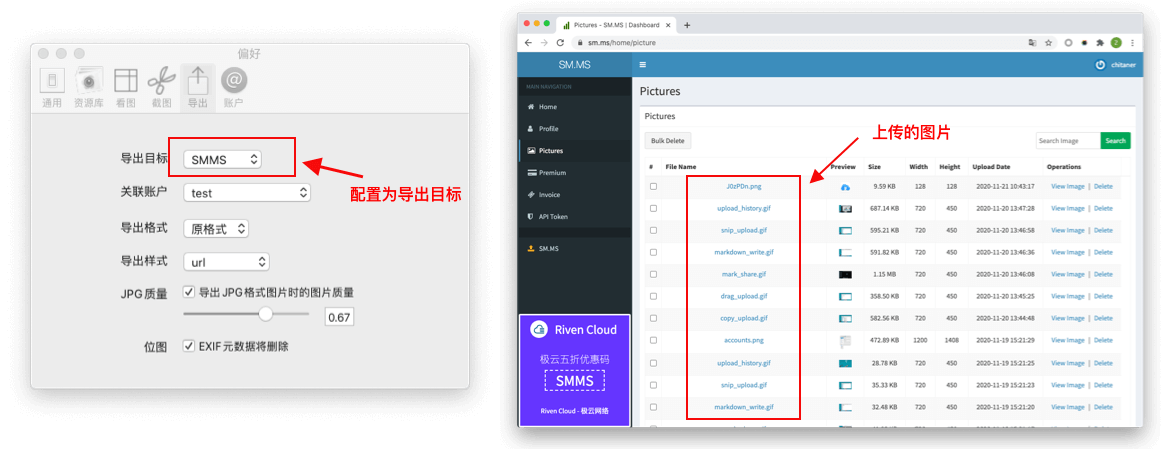 偏好
通用 资源库 看图 截图 导出 账户
导出目标 SMMS
关联账户 test
导出格式 原格式
导出样式 url
JPG质量 导出JPG格式图片时的图片质量
0.67
位图 EXIF元数据将删除
配置为导出目标
Pictures - SM.MS | Dashboard
sm.ms/home/picture
SM.MS
chitaner
MAIN NAVIGATION
Home
Profile
Pictures
Premium
Invoice
API Token
SM.MS
Riven Cloud
极云五折优惠码
SMMS
Riven Cloud - 极云网络
Pictures
Pictures
上传的图片
Bulk Delete Search Image Search
# File Name Preview Size Width Height Upload Date Operations
J0zPDn.png 9.59 KB 128 128 2020-11-21 10:43:17 View Image | Delete
upload_history.gif 687.14 KB 720 450 2020-11-20 13:47:28 View Image | Delete
snip_upload.gif 595.21 KB 720 450 2020-11-20 13:46:58 View Image | Delete
markdown_write.gif 591.82 KB 720 450 2020-11-20 13:46:36 View Image | Delete
mark_share.gif 1.15 MB 720 450 2020-11-20 13:46:08 View Image | Delete
drag_upload.gif 358.50 KB 720 450 2020-11-20 13:45:25 View Image | Delete
copy_upload.gif 582.56 KB 720 450 2020-11-20 13:44:48 View Image | Delete
accounts.png 472.89 KB 1200 1408 2020-11-19 15:21:29 View Image | Delete
upload_history.gif 28.78 KB 720 450 2020-11-19 15:21:25 View Image | Delete
snip_upload.gif 35.33 KB 720 450 2020-11-19 15:21:23 View Image | Delete
markdown_write.gif 32.48 KB 720 450 2020-11-19 15:21:20 View Image | Delete